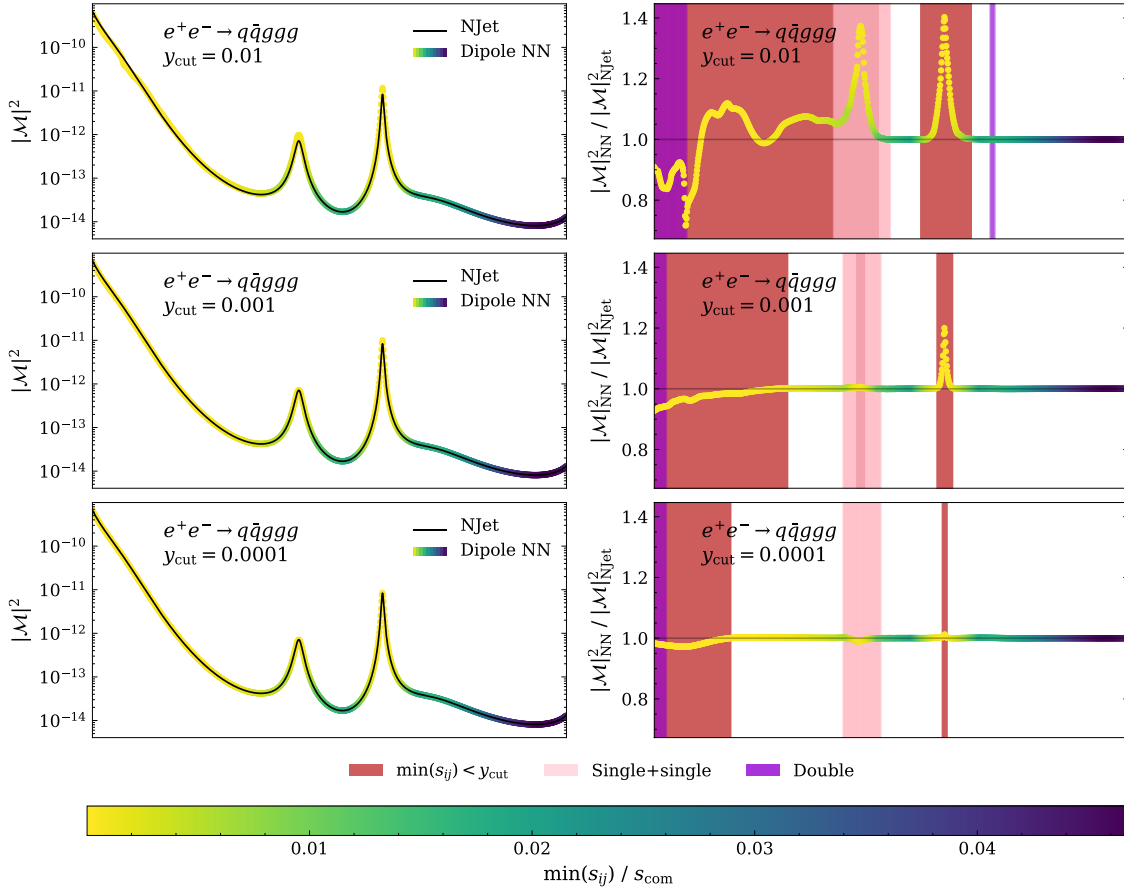 10⁻¹⁰
10⁻¹¹
10⁻¹²
10⁻¹³
10⁻¹⁴
|ℳ|²
e⁺e⁻ → qq̄ggg
y_cut = 0.01
NJet
Dipole NN
1.4
1.2
1.0
0.8
|ℳ|²_NN / |ℳ|²_NJet
e⁺e⁻ → qq̄ggg
y_cut = 0.01
10⁻¹⁰
10⁻¹¹
10⁻¹²
10⁻¹³
10⁻¹⁴
|ℳ|²
e⁺e⁻ → qq̄ggg
y_cut = 0.001
NJet
Dipole NN
1.4
1.2
1.0
0.8
|ℳ|²_NN / |ℳ|²_NJet
e⁺e⁻ → qq̄ggg
y_cut = 0.001
10⁻¹⁰
10⁻¹¹
10⁻¹²
10⁻¹³
10⁻¹⁴
|ℳ|²
e⁺e⁻ → qq̄ggg
y_cut = 0.0001
NJet
Dipole NN
1.4
1.2
1.0
0.8
|ℳ|²_NN / |ℳ|²_NJet
e⁺e⁻ → qq̄ggg
y_cut = 0.0001
min(s_ij) < y_cut
Single+single
Double
0.01 0.02 0.03 0.04
min(s_ij) / s_com